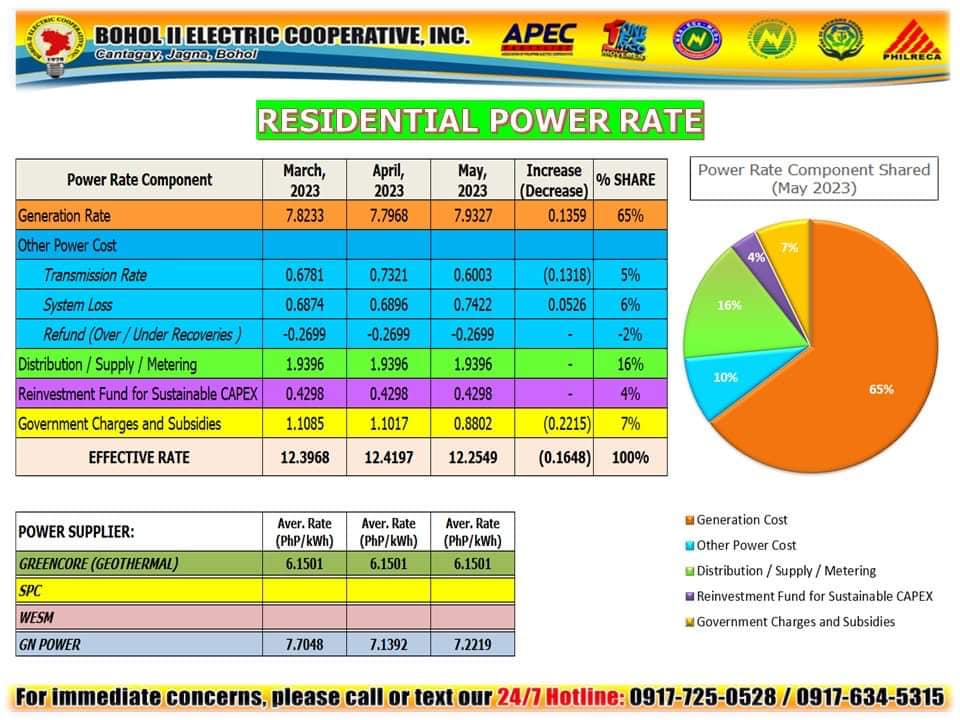 BOHOL II ELECTRIC COOPERATIVE, INC.
Cantagay, Jagna, Bohol
1978
APEC
PARTYLIST
MOVEMENT
PHILRECA
RESIDENTIAL POWER RATE
Power Rate Component March, 2023 April, 2023 May, 2023 Increase (Decrease) % SHARE
Generation Rate 7.8233 7.7968 7.9327 0.1359 65%
Other Power Cost
Transmission Rate 0.6781 0.7321 0.6003 (0.1318) 5%
System Loss 0.6874 0.6896 0.7422 0.0526 6%
Refund (Over / Under Recoveries ) -0.2699 -0.2699 -0.2699 - -2%
Distribution / Supply / Metering 1.9396 1.9396 1.9396 - 16%
Reinvestment Fund for Sustainable CAPEX 0.4298 0.4298 0.4298 - 4%
Government Charges and Subsidies 1.1085 1.1017 0.8802 (0.2215) 7%
EFFECTIVE RATE 12.3968 12.4197 12.2549 (0.1648) 100%
Power Rate Component Shared
(May 2023)
7%
4%
16%
10%
65%
Generation Cost
Other Power Cost
Distribution / Supply / Metering
Reinvestment Fund for Sustainable CAPEX
Government Charges and Subsidies
POWER SUPPLIER: Aver. Rate (PhP/kWh) Aver. Rate (PhP/kWh) Aver. Rate (PhP/kWh)
GREENCORE (GEOTHERMAL) 6.1501 6.1501 6.1501
SPC
WESM
GN POWER 7.7048 7.1392 7.2219
For immediate concerns, please call or text our 24/7 Hotline: 0917-725-0528 / 0917-634-5315